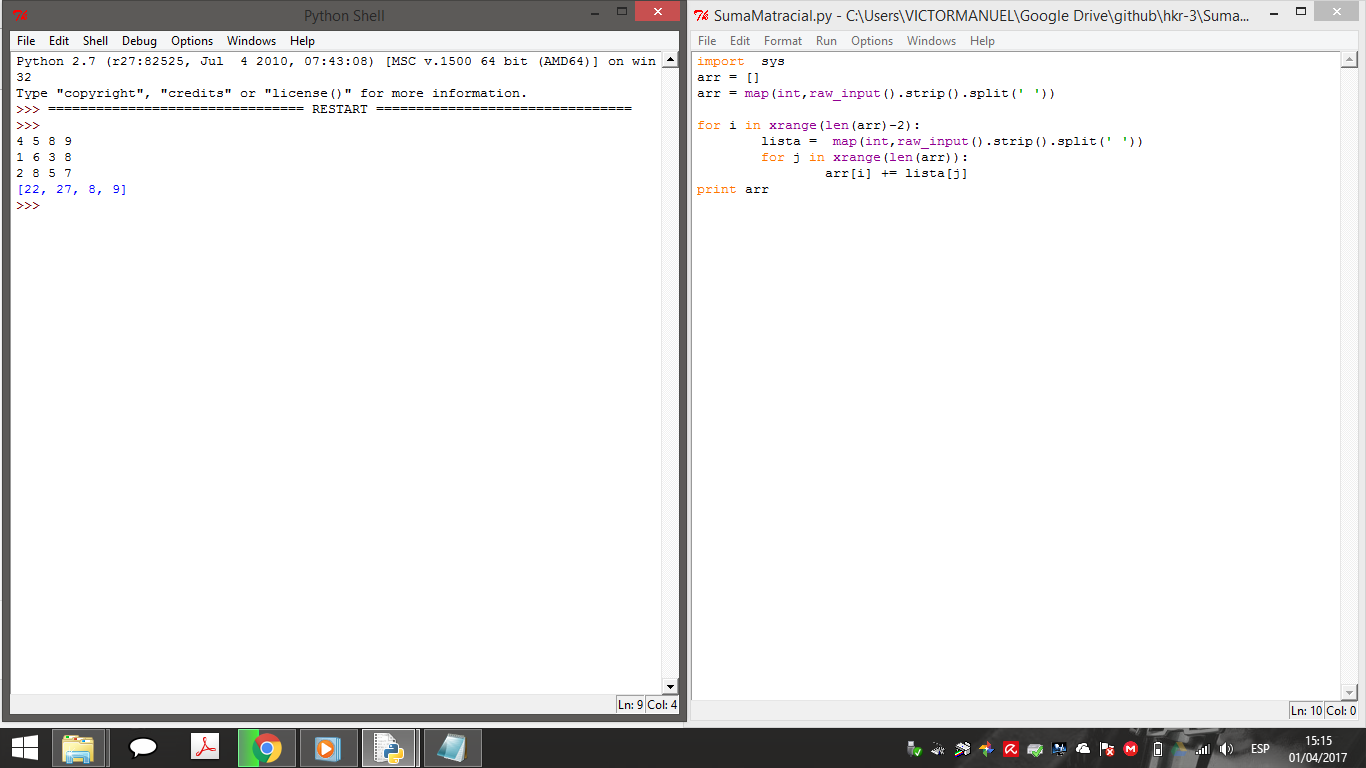 Python Shell
File Edit Shell Debug Options Windows Help
Python 2.7 (r27:82525, Jul  4 2010, 07:43:08) [MSC v.1500 64 bit (AMD64)] on win
32
Type "copyright", "credits" or "license()" for more information.
>>> ================================ RESTART ================================
>>>
4 5 8 9
1 6 3 8
2 8 5 7
[22, 27, 8, 9]
>>>
Ln: 9 Col: 4
SumaMatracial.py - C:\Users\VICTORMANUEL\Google Drive\github\hkr-3\Suma...
File Edit Format Run Options Windows Help
import  sys
arr = []
arr = map(int,raw_input().strip().split(' '))
for i in xrange(len(arr)-2):
        lista =  map(int,raw_input().strip().split(' '))
        for j in xrange(len(arr)):
                arr[i] += lista[j]
print arr
Ln: 10 Col: 0
ESP
15:15
01/04/2017